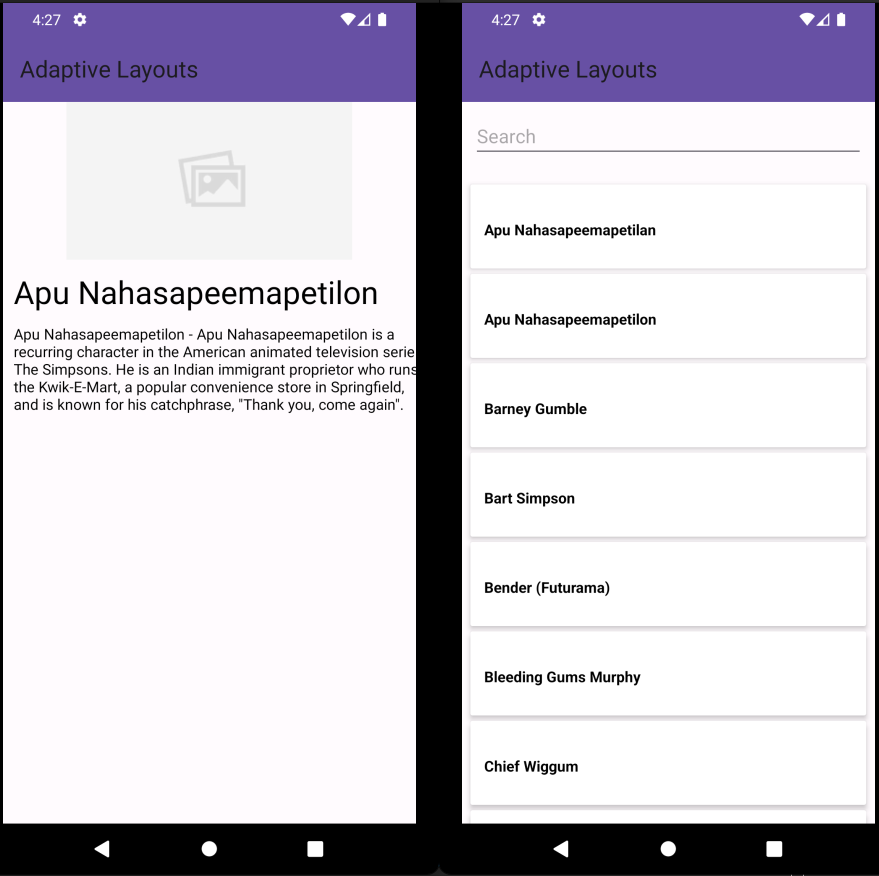 4:27
Adaptive Layouts
Apu Nahasapeemapetilon
Apu Nahasapeemapetilon - Apu Nahasapeemapetilon is a
recurring character in the American animated television serie
The Simpsons. He is an Indian immigrant proprietor who runs
the Kwik-E-Mart, a popular convenience store in Springfield,
and is known for his catchphrase, "Thank you, come again".
4:27
Adaptive Layouts
Search
Apu Nahasapeemapetilan
Apu Nahasapeemapetilon
Barney Gumble
Bart Simpson
Bender (Futurama)
Bleeding Gums Murphy
Chief Wiggum